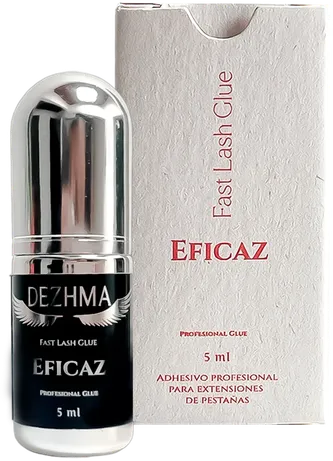 DEZHMA
Fast Lash Glue
Eficaz
Profesional Glue
5 ml
Fast Lash Glue
Eficaz
Profesional Glue
5 ml
Adhesivo profesional
para extensiones
de pestañas